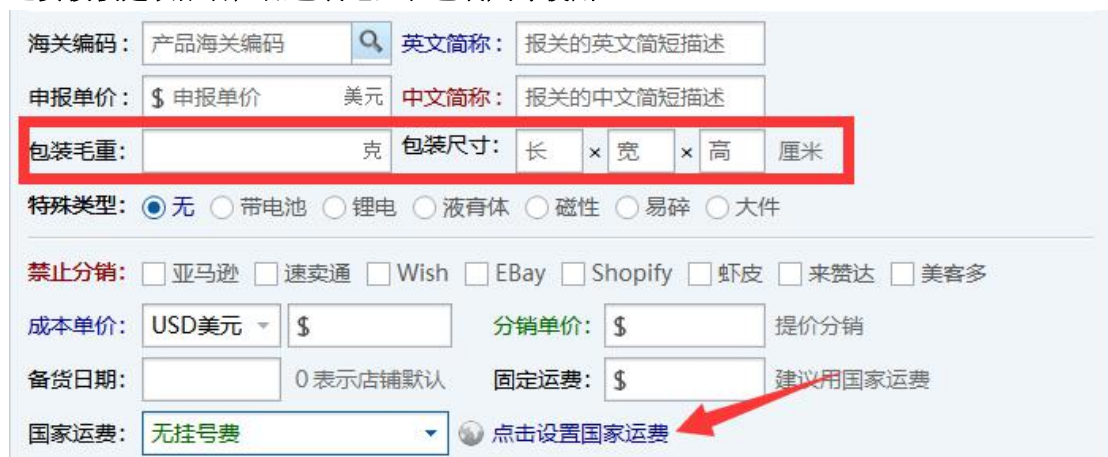 海关编码： 产品海关编码 英文简称： 报关的英文简短描述
申报单价： $ 申报单价 美元 中文简称： 报关的中文简短描述
包装毛重： 克 包装尺寸： 长 × 宽 × 高 厘米
特殊类型： 无 带电池 锂电 液膏体 磁性 易碎 大件
禁止分销： 亚马逊 速卖通 Wish EBay Shopify 虾皮 来赞达 美客多
成本单价： USD美元 $ 分销单价： $ 提价分销
备货日期： 0表示店铺默认 固定运费： $ 建议用国家运费
国家运费： 无挂号费 点击设置国家运费